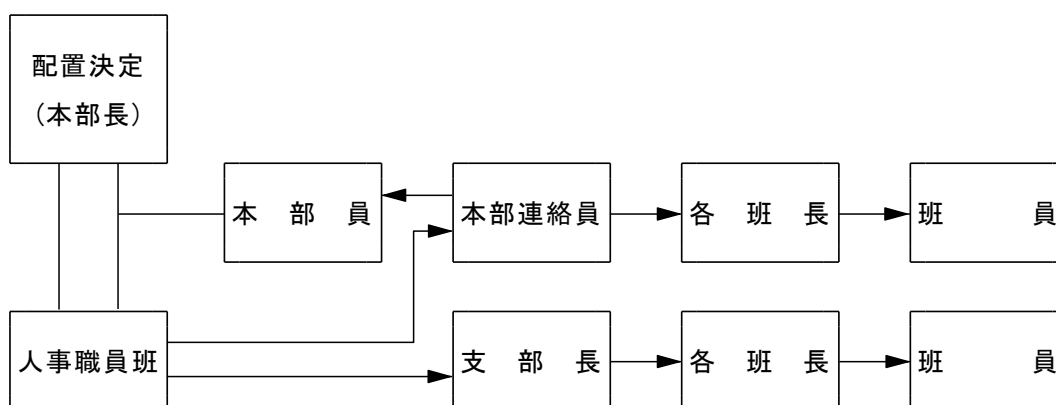 配置決定
（本部長）
本部員
本部連絡員
各班長
班員
人事職員班
支部長
各班長
班員